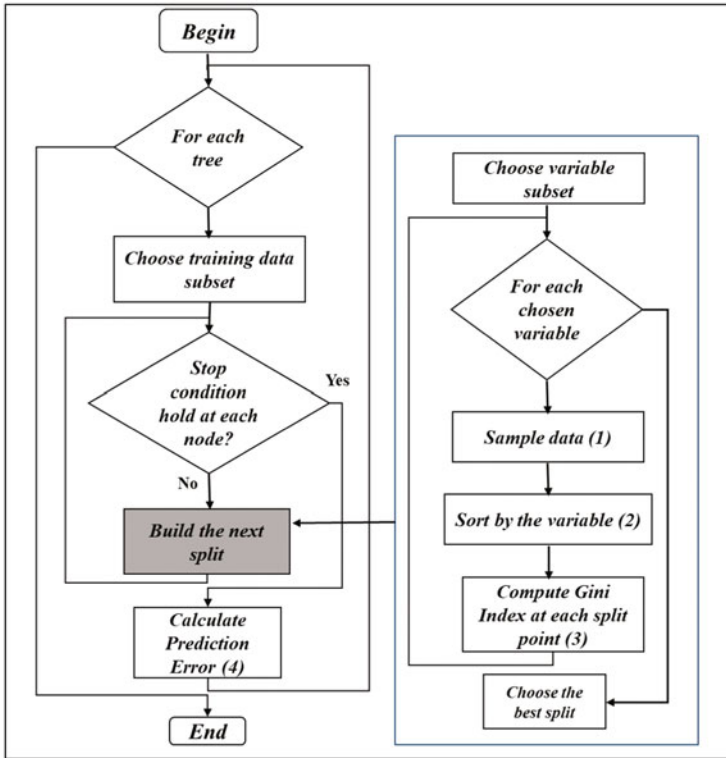 Begin
For each
tree
Choose training data
subset
Stop
condition
hold at each
node?
Yes
No
Build the next
split
Calculate
Prediction
Error (4)
End
Choose variable
subset
For each
chosen
variable
Sample data (1)
Sort by the variable (2)
Compute Gini
Index at each split
point (3)
Choose the
best split